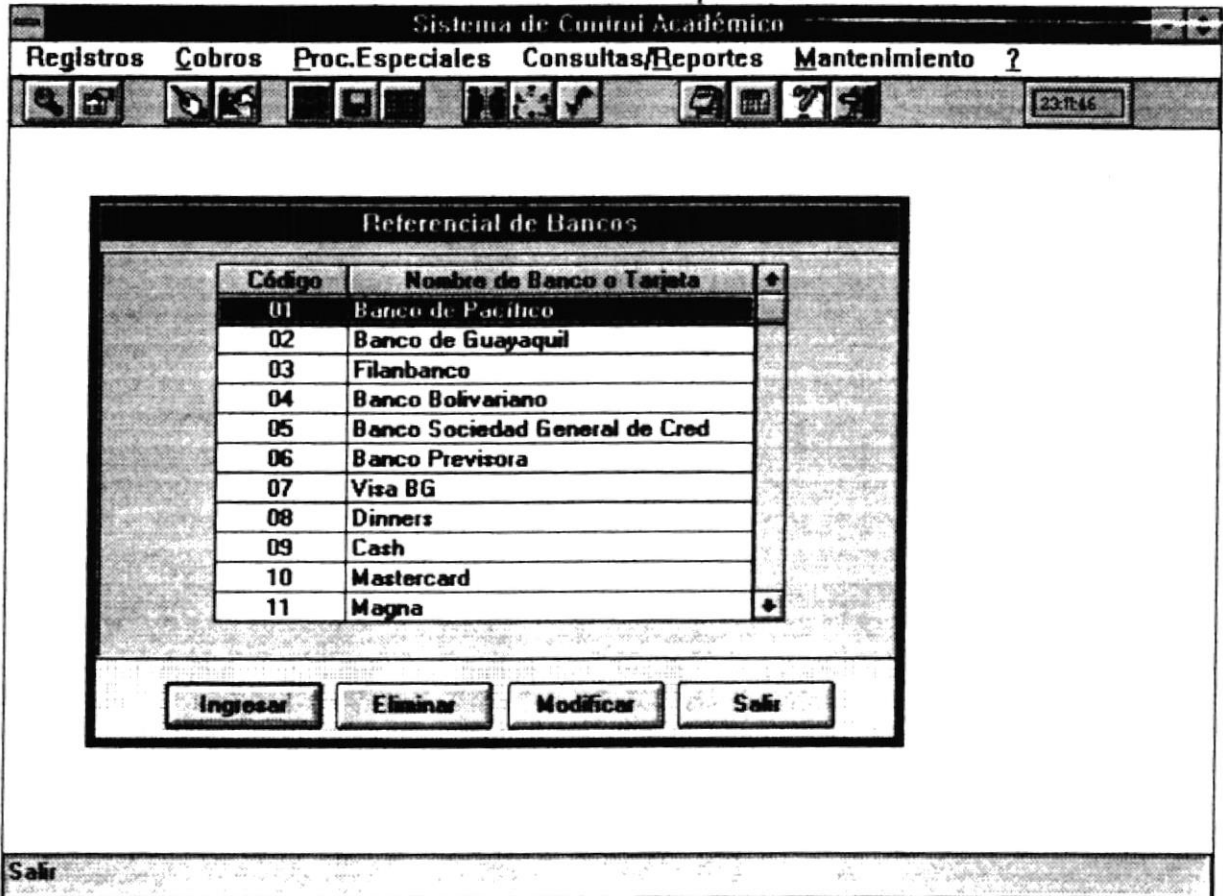 Sistema de Control Académico
Registros Cobros Proc.Especiales Consultas/Reportes Mantenimiento ?
23:11:46
Referencial de Bancos
Código Nombre de Banco o Tarjeta
01 Banco de Pacífico
02 Banco de Guayaquil
03 Filanbanco
04 Banco Bolivariano
05 Banco Sociedad General de Cred
06 Banco Previsora
07 Visa BG
08 Dinners
09 Cash
10 Mastercard
11 Magna
Ingresar Eliminar Modificar Salir
Salir